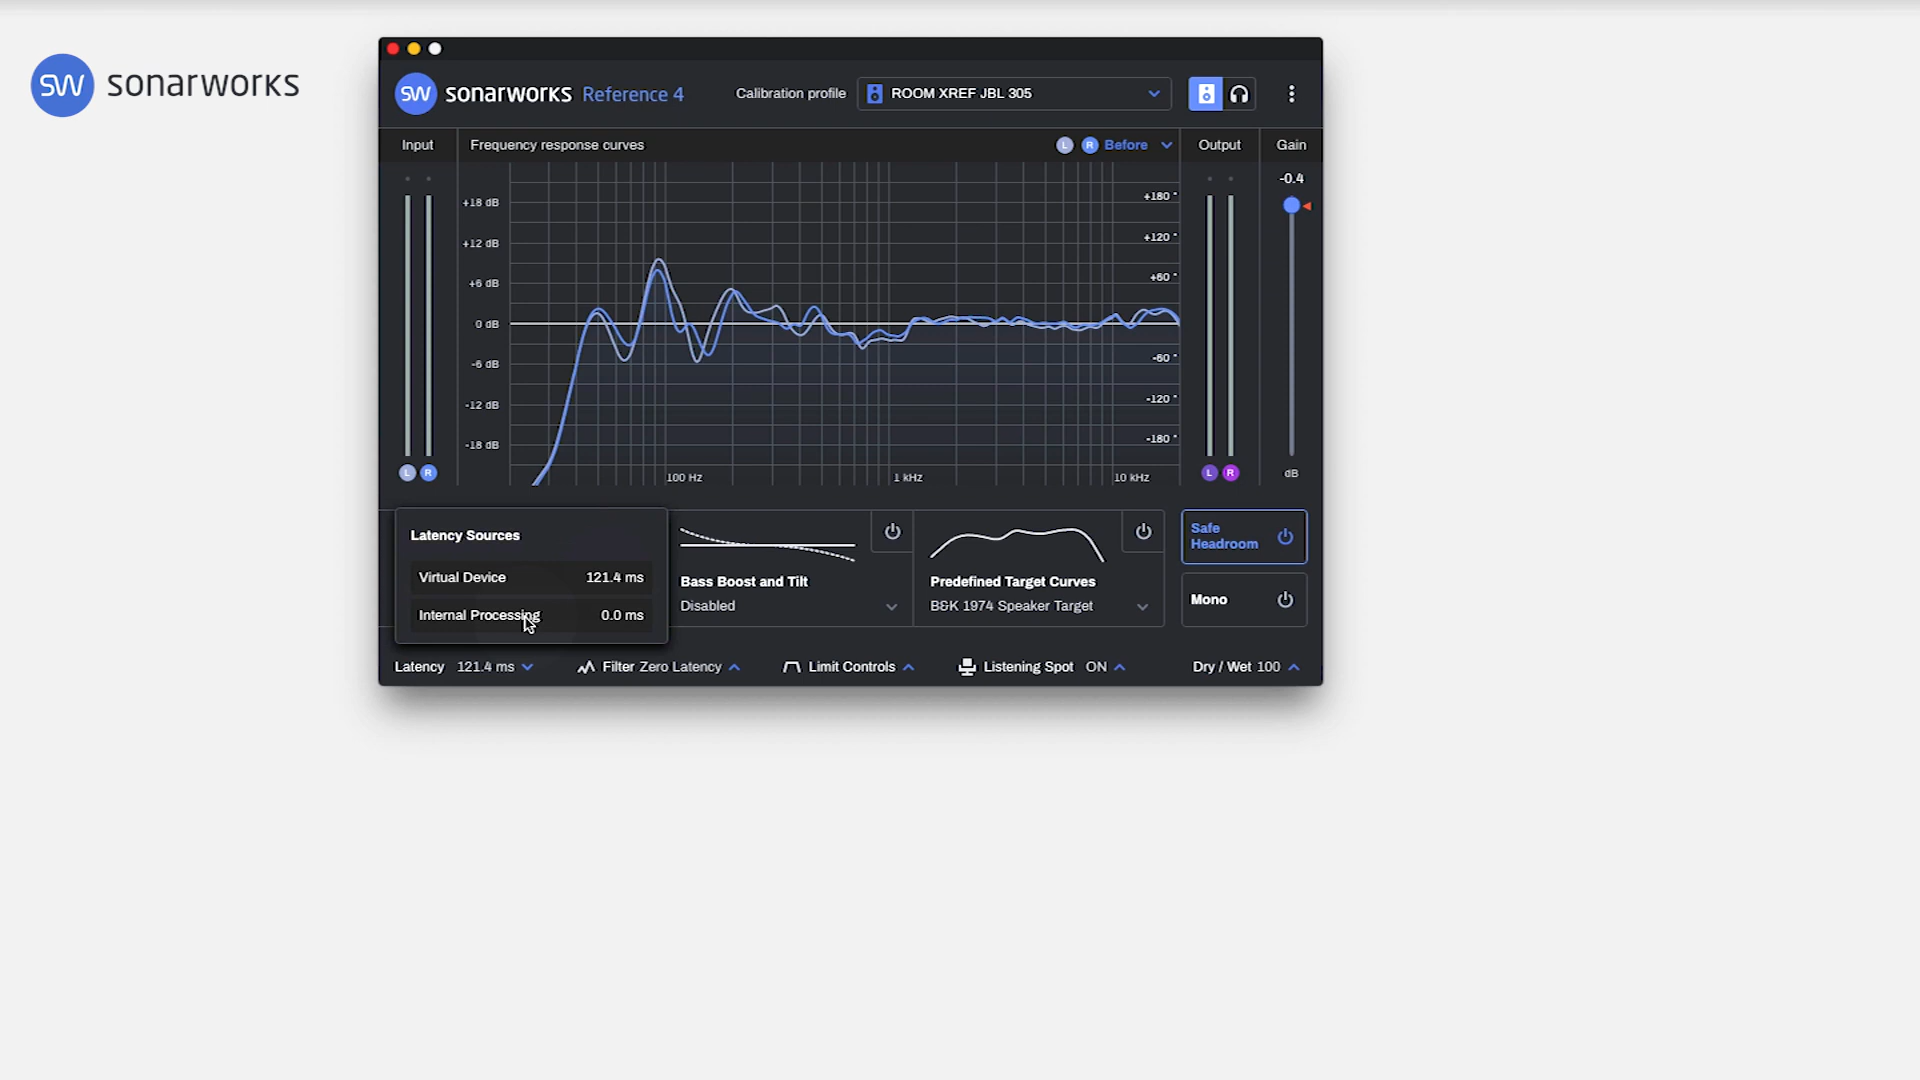 SW sonarworks
SW sonarworks Reference 4
Calibration profile
ROOM XREF JBL 305
Input
Frequency response curves
L R Before
Output
Gain
-0.4
+18 dB
+12 dB
+6 dB
0 dB
-6 dB
-12 dB
-18 dB
+180 °
+120 °
+60 °
-60 °
-120 °
-180 °
100 Hz
1 kHz
10 kHz
L R
L R
dB
Latency Sources
Virtual Device 121.4 ms
Internal Processing 0.0 ms
Bass Boost and Tilt
Disabled
Predefined Target Curves
B&K 1974 Speaker Target
Safe
Headroom
Mono
Latency 121.4 ms
Filter Zero Latency
Limit Controls
Listening Spot ON
Dry / Wet 100